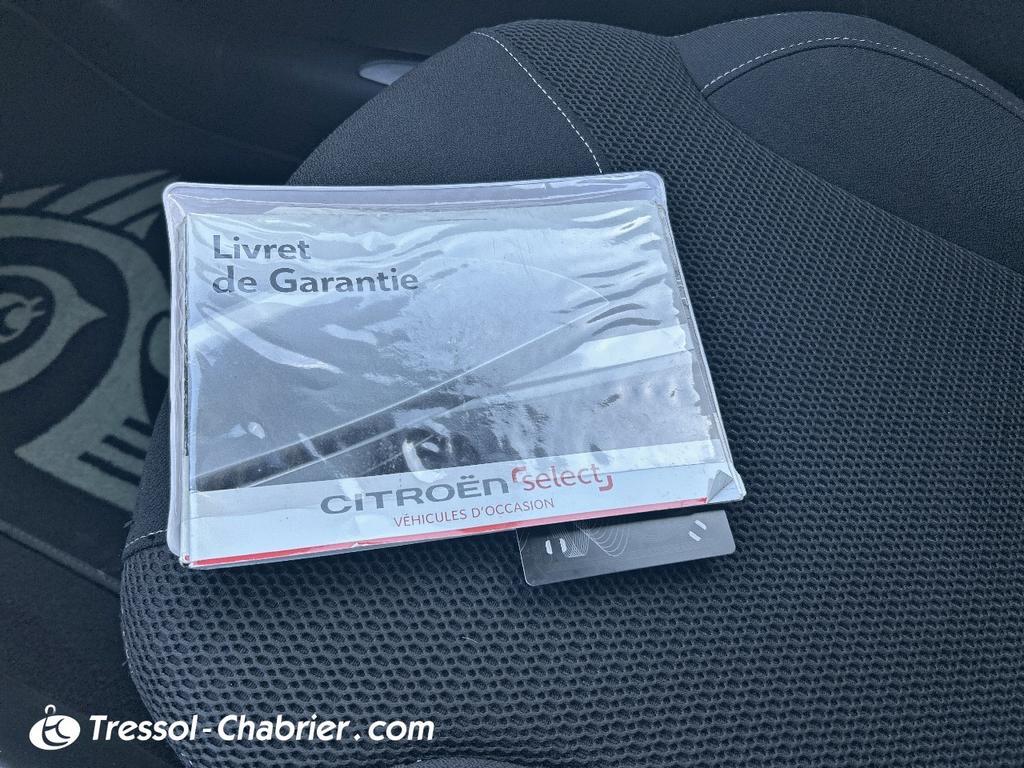 Livret
de Garantie
CITROËN select
VÉHICULES D'OCCASION
Tressol-Chabrier.com